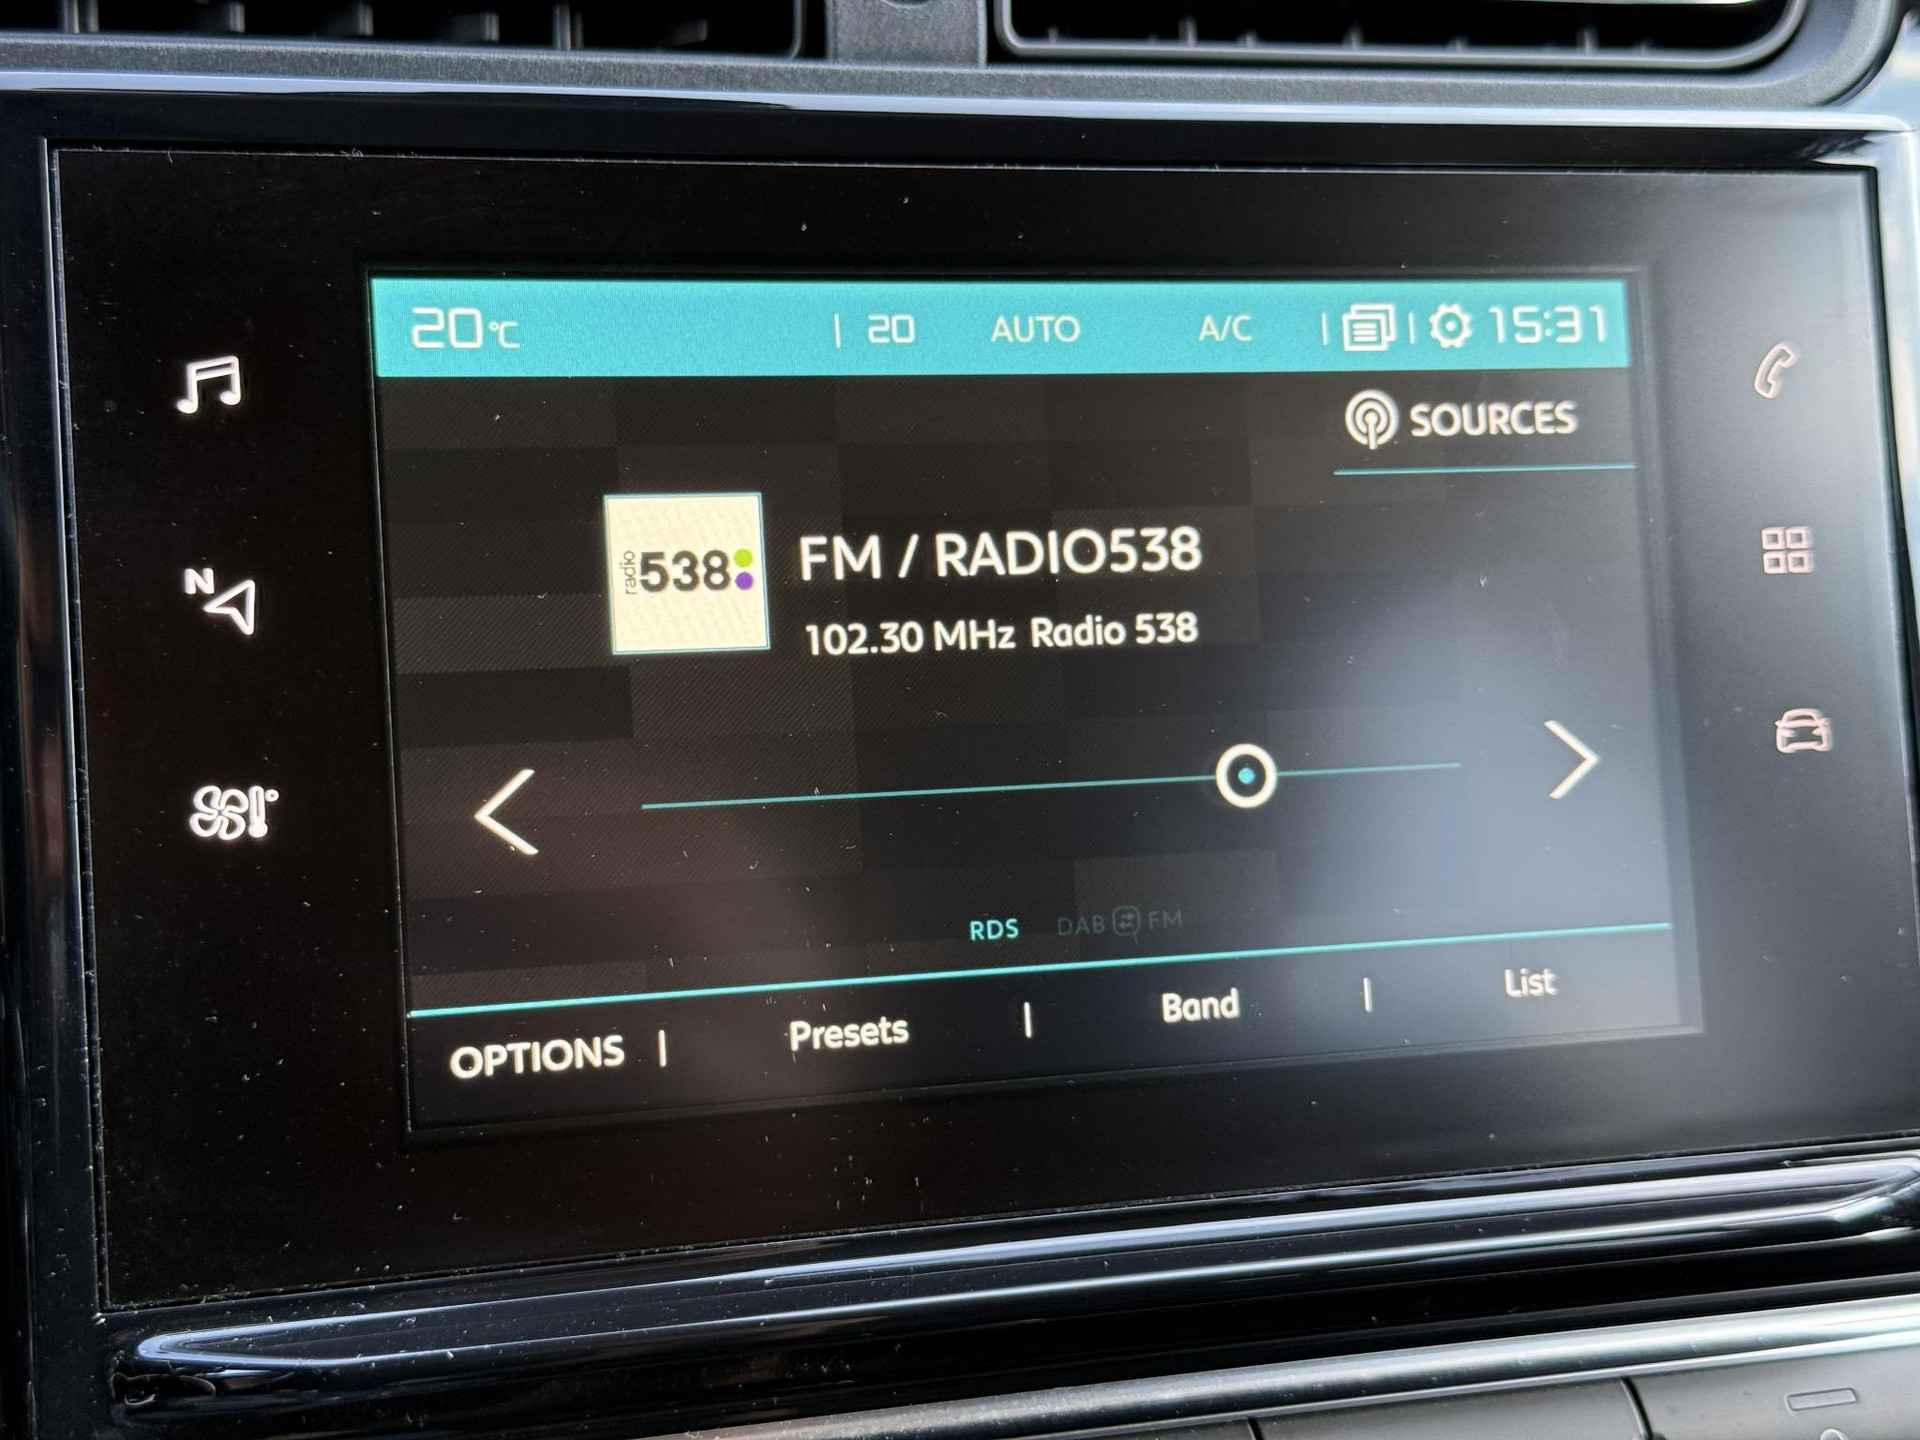 20°C | 20 AUTO A/C | | 15:31
SOURCES
N
radio 538
FM / RADIO538
102.30 MHz Radio 538
RDS DAB FM
OPTIONS | Presets | Band | List